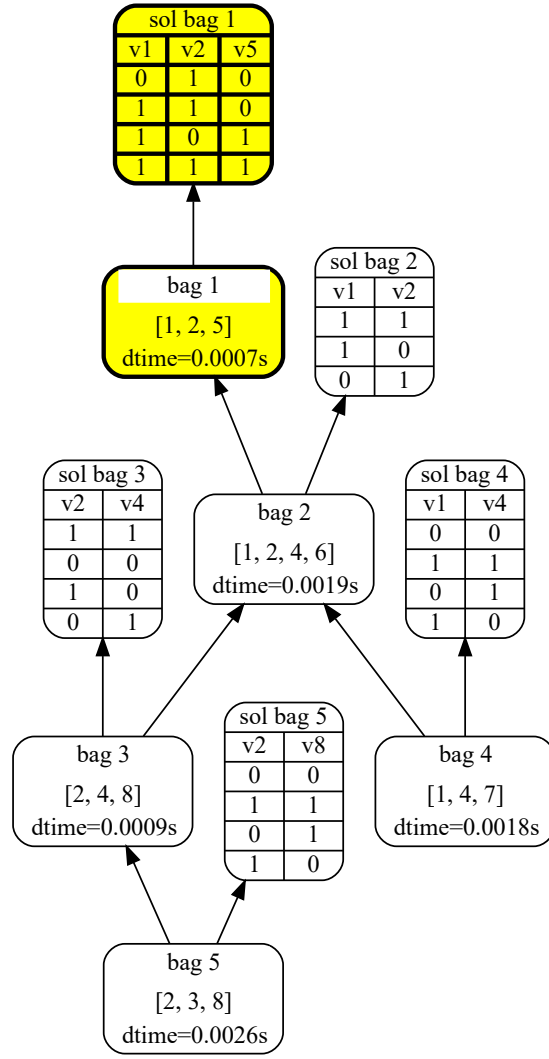 sol bag 1
v1 v2 v5
0 1 0
1 1 0
1 0 1
1 1 1
bag 1
[1, 2, 5]
dtime=0.0007s
sol bag 2
v1 v2
1 1
1 0
0 1
sol bag 3
v2 v4
1 1
0 0
1 0
0 1
bag 2
[1, 2, 4, 6]
dtime=0.0019s
sol bag 4
v1 v4
0 0
1 1
0 1
1 0
bag 3
[2, 4, 8]
dtime=0.0009s
sol bag 5
v2 v8
0 0
1 1
0 1
1 0
bag 4
[1, 4, 7]
dtime=0.0018s
bag 5
[2, 3, 8]
dtime=0.0026s